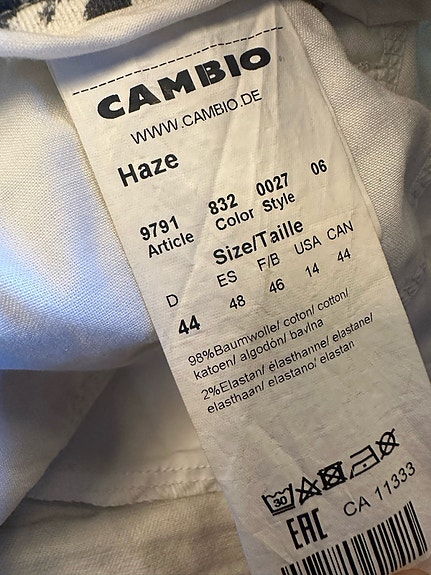 CAMBIO
WWW.CAMBIO.DE
Haze
9791 832 0027 06
Article Color Style
Size/Taille
D ES F/B USA CAN
44 48 46 14 44
98%Baumwolle/ coton/ cotton/
katoen/ algodón/ bavlna
2%Elastan/ élasthanne/ elastane/
elasthaan/ elastano/ elastan
30
EAC CA 11333